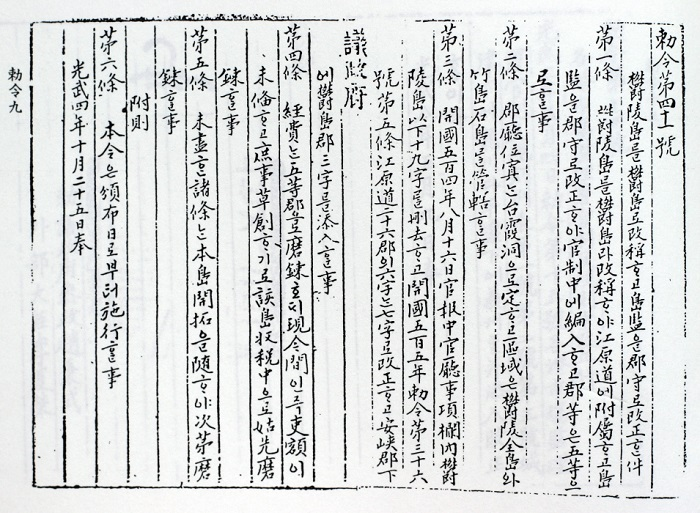 勅令第四十一號
鬱陵島를鬱島로改稱하고島監을郡守로改正한件
第一條 鬱陵島를鬱島라改稱하야江原道에附屬하고島
監을郡守로改正하야官制中에編入하고郡等은五等으
로할事
第二條 郡廳位寘는台霞洞으로定하고區域은鬱陵全島와
竹島石島를管轄할事
第三條 開國五百四年八月十六日官報中官廳事項欄內鬱
陵島以下十九字를刪去하고開國五百五年勅令第三十六
號第五條江原道二十六郡의六字는七字로改正하고安峽郡下
議政府
에鬱島郡三字를添入할事
第四條 經費는五等郡으로磨鍊호되現今間인즉吏額이
未備하고庶事草創하기로該島收稅中으로姑先磨
鍊할事
第五條 未盡한諸條는本島開拓을隨하야次第磨
鍊할事
附則
第六條 本令은頒布日로부터施行할事
光武四年十月二十五日奉
勅令九